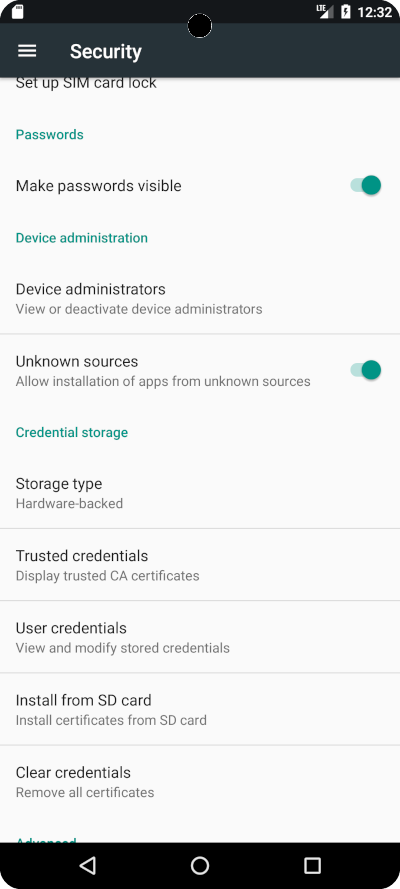 LTE 12:32
Security
Set up SIM card lock
Passwords
Make passwords visible
Device administration
Device administrators
View or deactivate device administrators
Unknown sources
Allow installation of apps from unknown sources
Credential storage
Storage type
Hardware-backed
Trusted credentials
Display trusted CA certificates
User credentials
View and modify stored credentials
Install from SD card
Install certificates from SD card
Clear credentials
Remove all certificates
Advanced